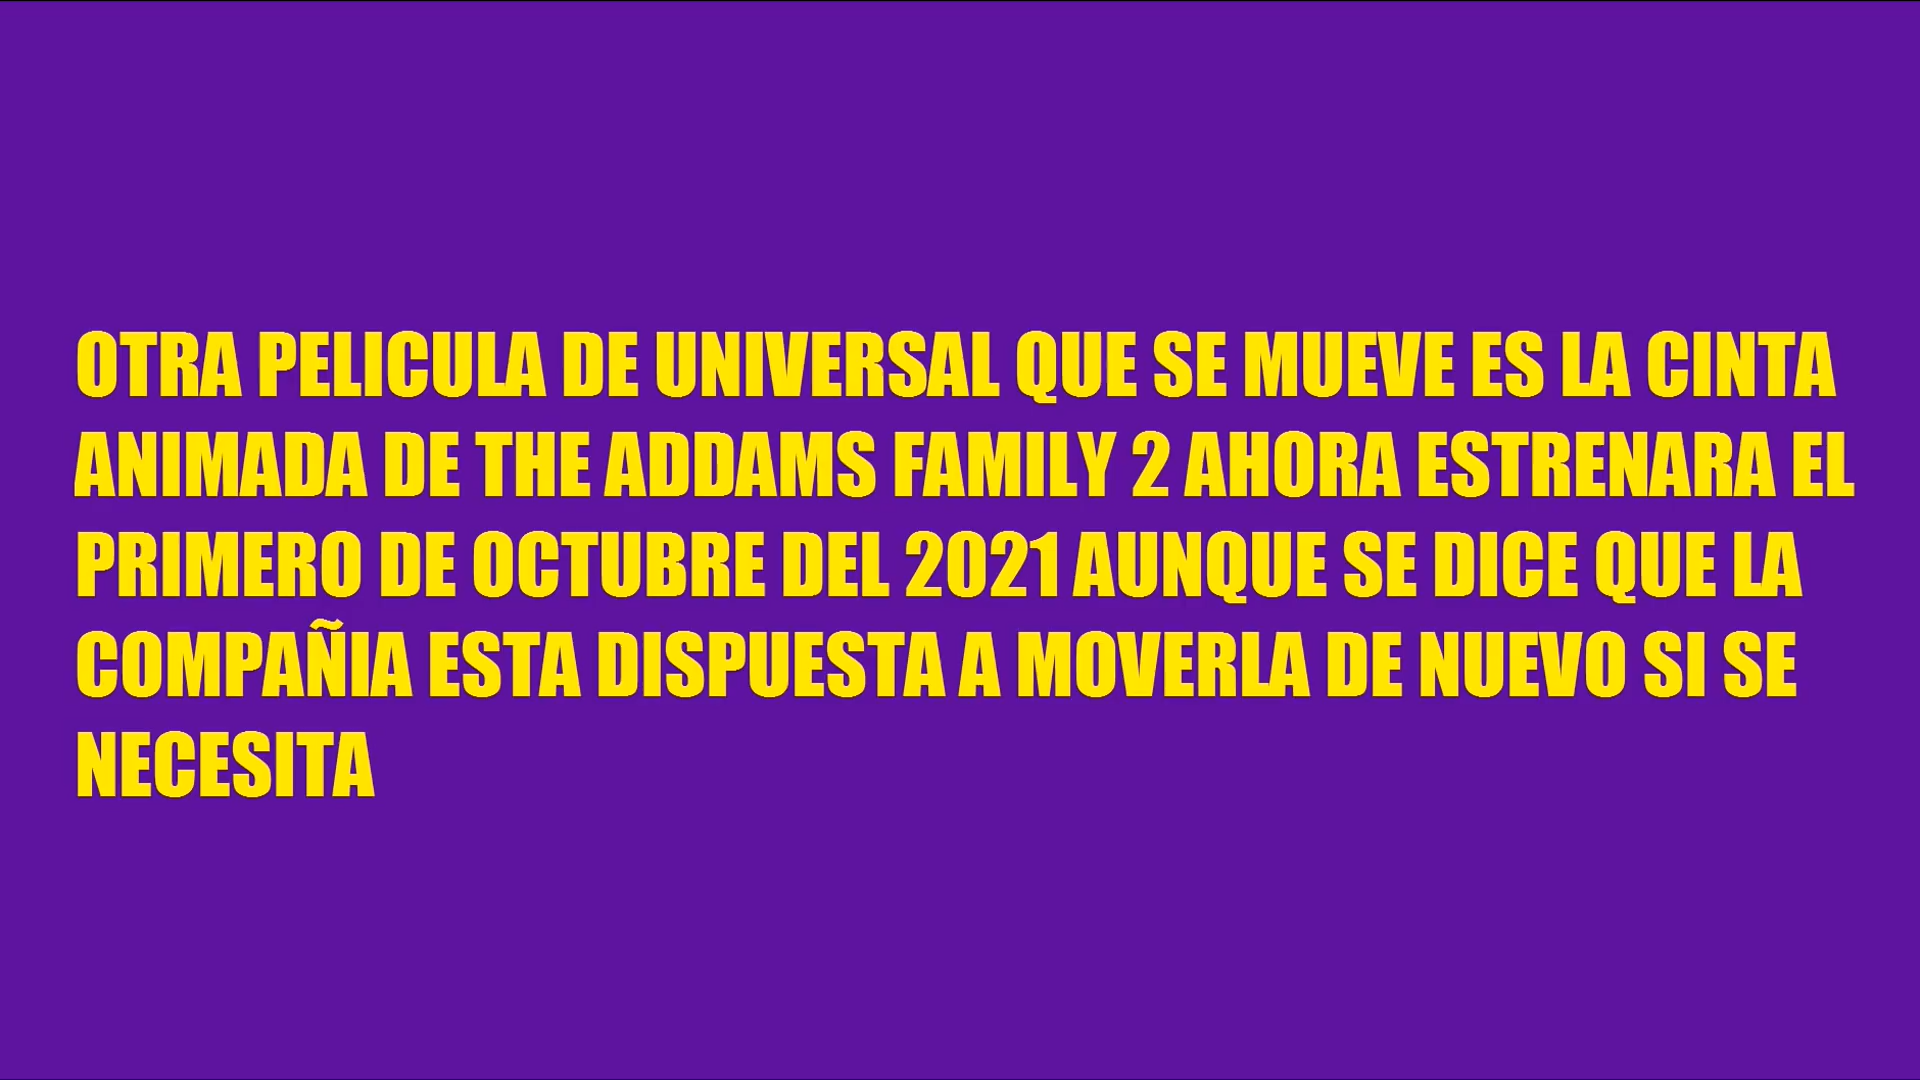 OTRA PELICULA DE UNIVERSAL QUE SE MUEVE ES LA CINTA
ANIMADA DE THE ADDAMS FAMILY 2 AHORA ESTRENARA EL
PRIMERO DE OCTUBRE DEL 2021 AUNQUE SE DICE QUE LA
COMPAÑIA ESTA DISPUESTA A MOVERLA DE NUEVO SI SE
NECESITA